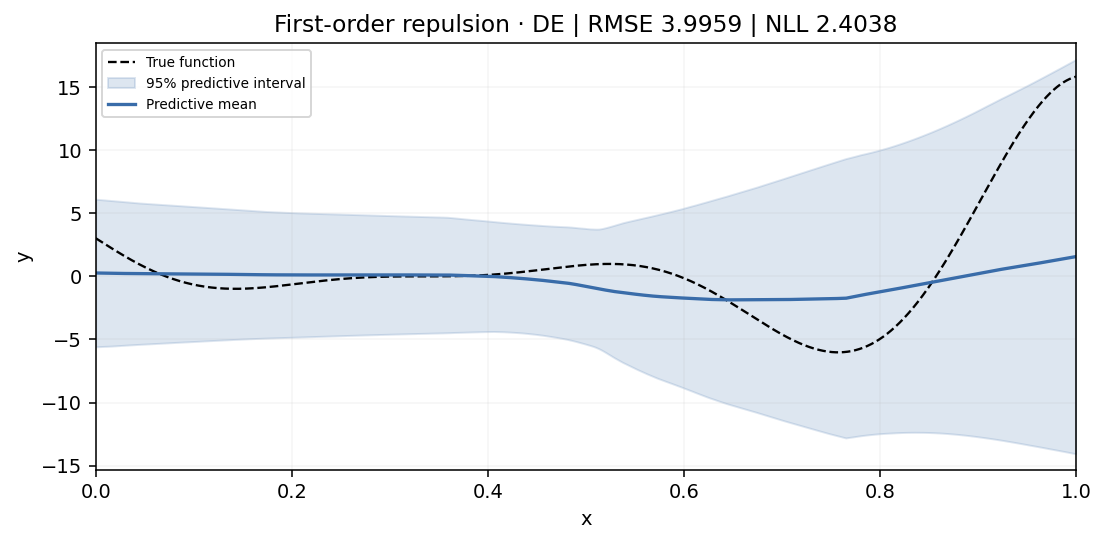 First-order repulsion · DE | RMSE 3.9959 | NLL 2.4038
True function
95% predictive interval
Predictive mean
y
15
10
5
0
−5
−10
−15
0.0 0.2 0.4 0.6 0.8 1.0
x